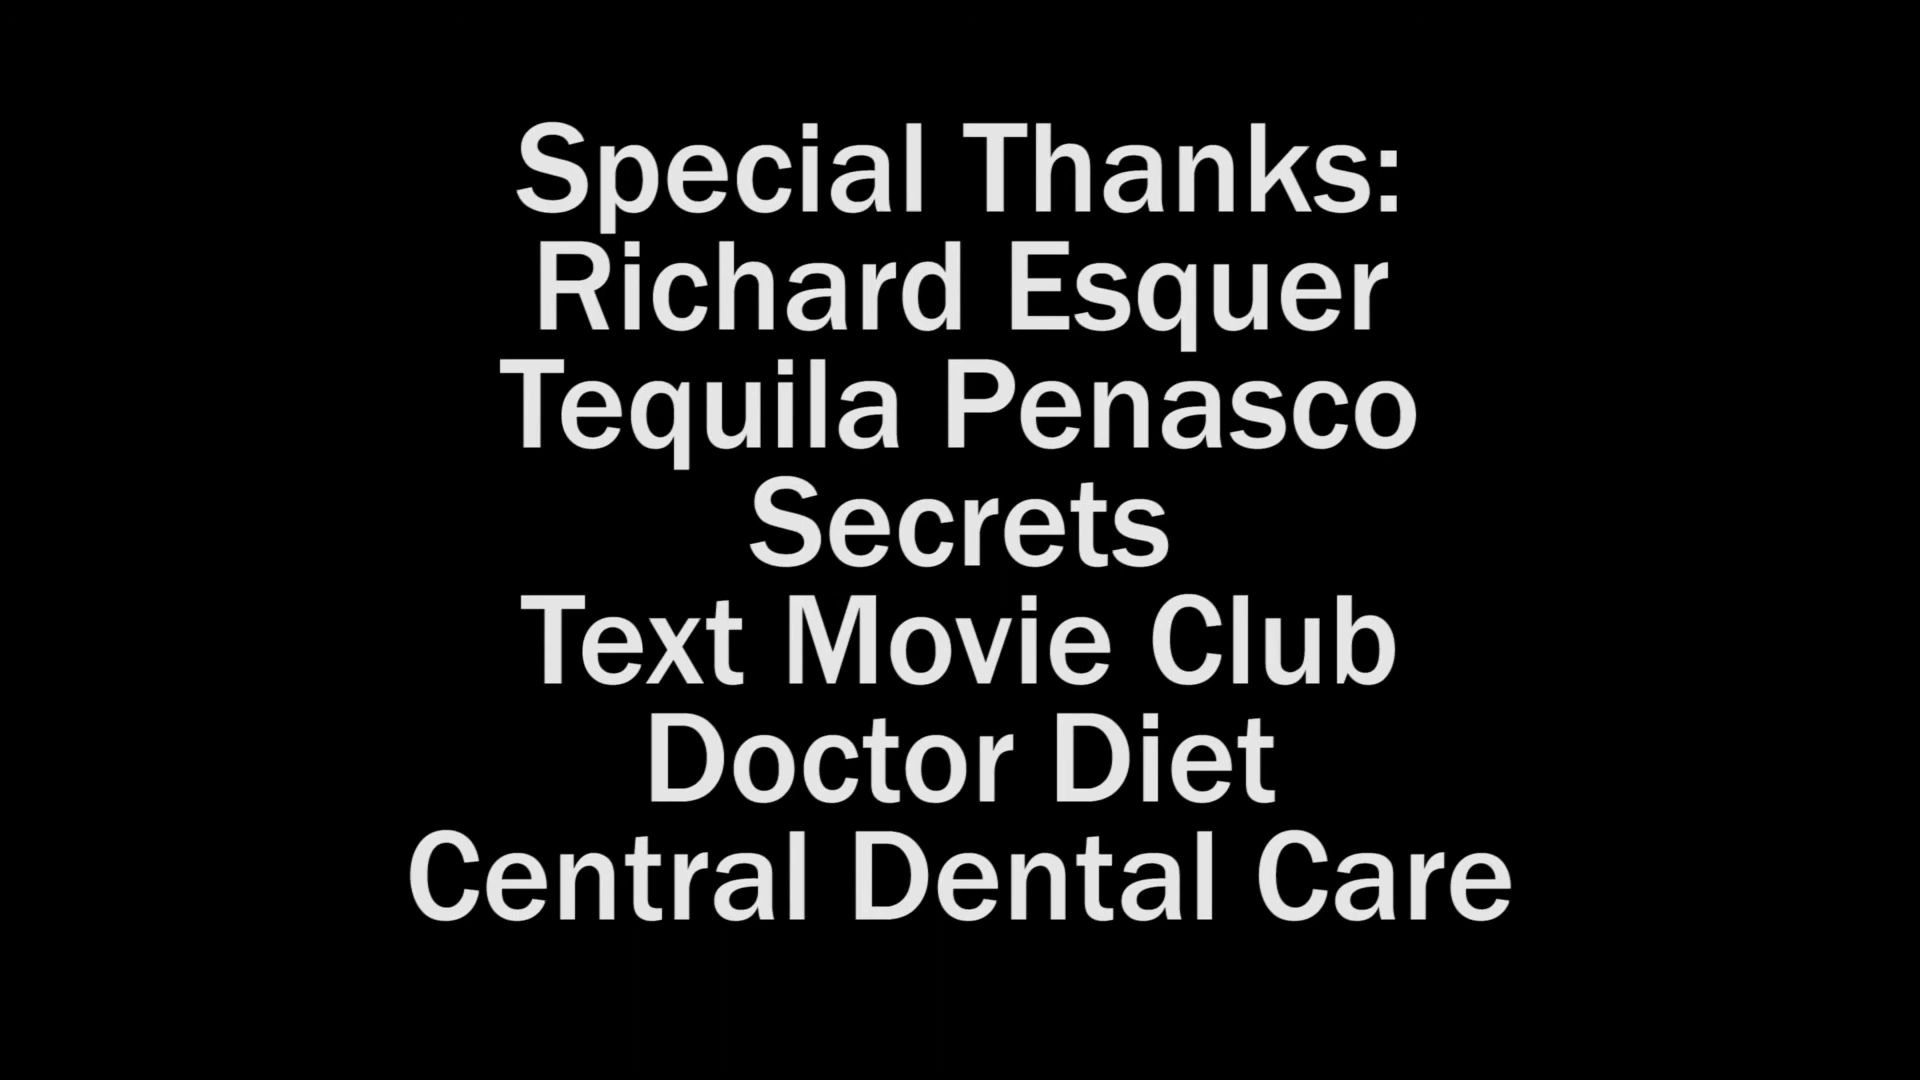 Special Thanks:
Richard Esquer
Tequila Penasco
Secrets
Text Movie Club
Doctor Diet
Central Dental Care